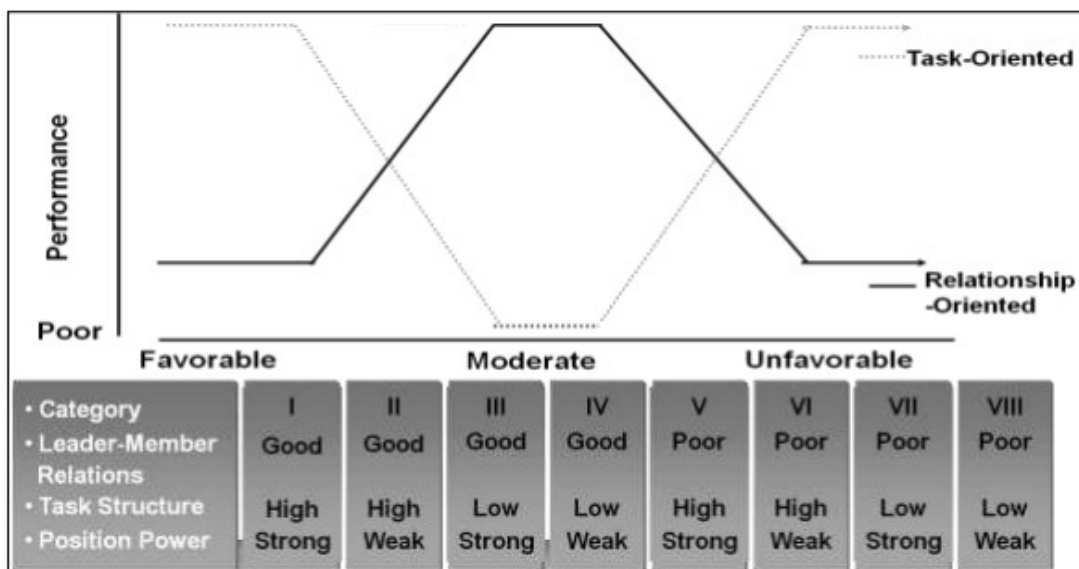 Performance
Task-Oriented
Relationship
-Oriented
Poor
Favorable Moderate Unfavorable
• Category I II III IV V VI VII VIII
• Leader-Member Good Good Good Good Poor Poor Poor Poor
Relations
• Task Structure High High Low Low High High Low Low
• Position Power Strong Weak Strong Weak Strong Weak Strong Weak